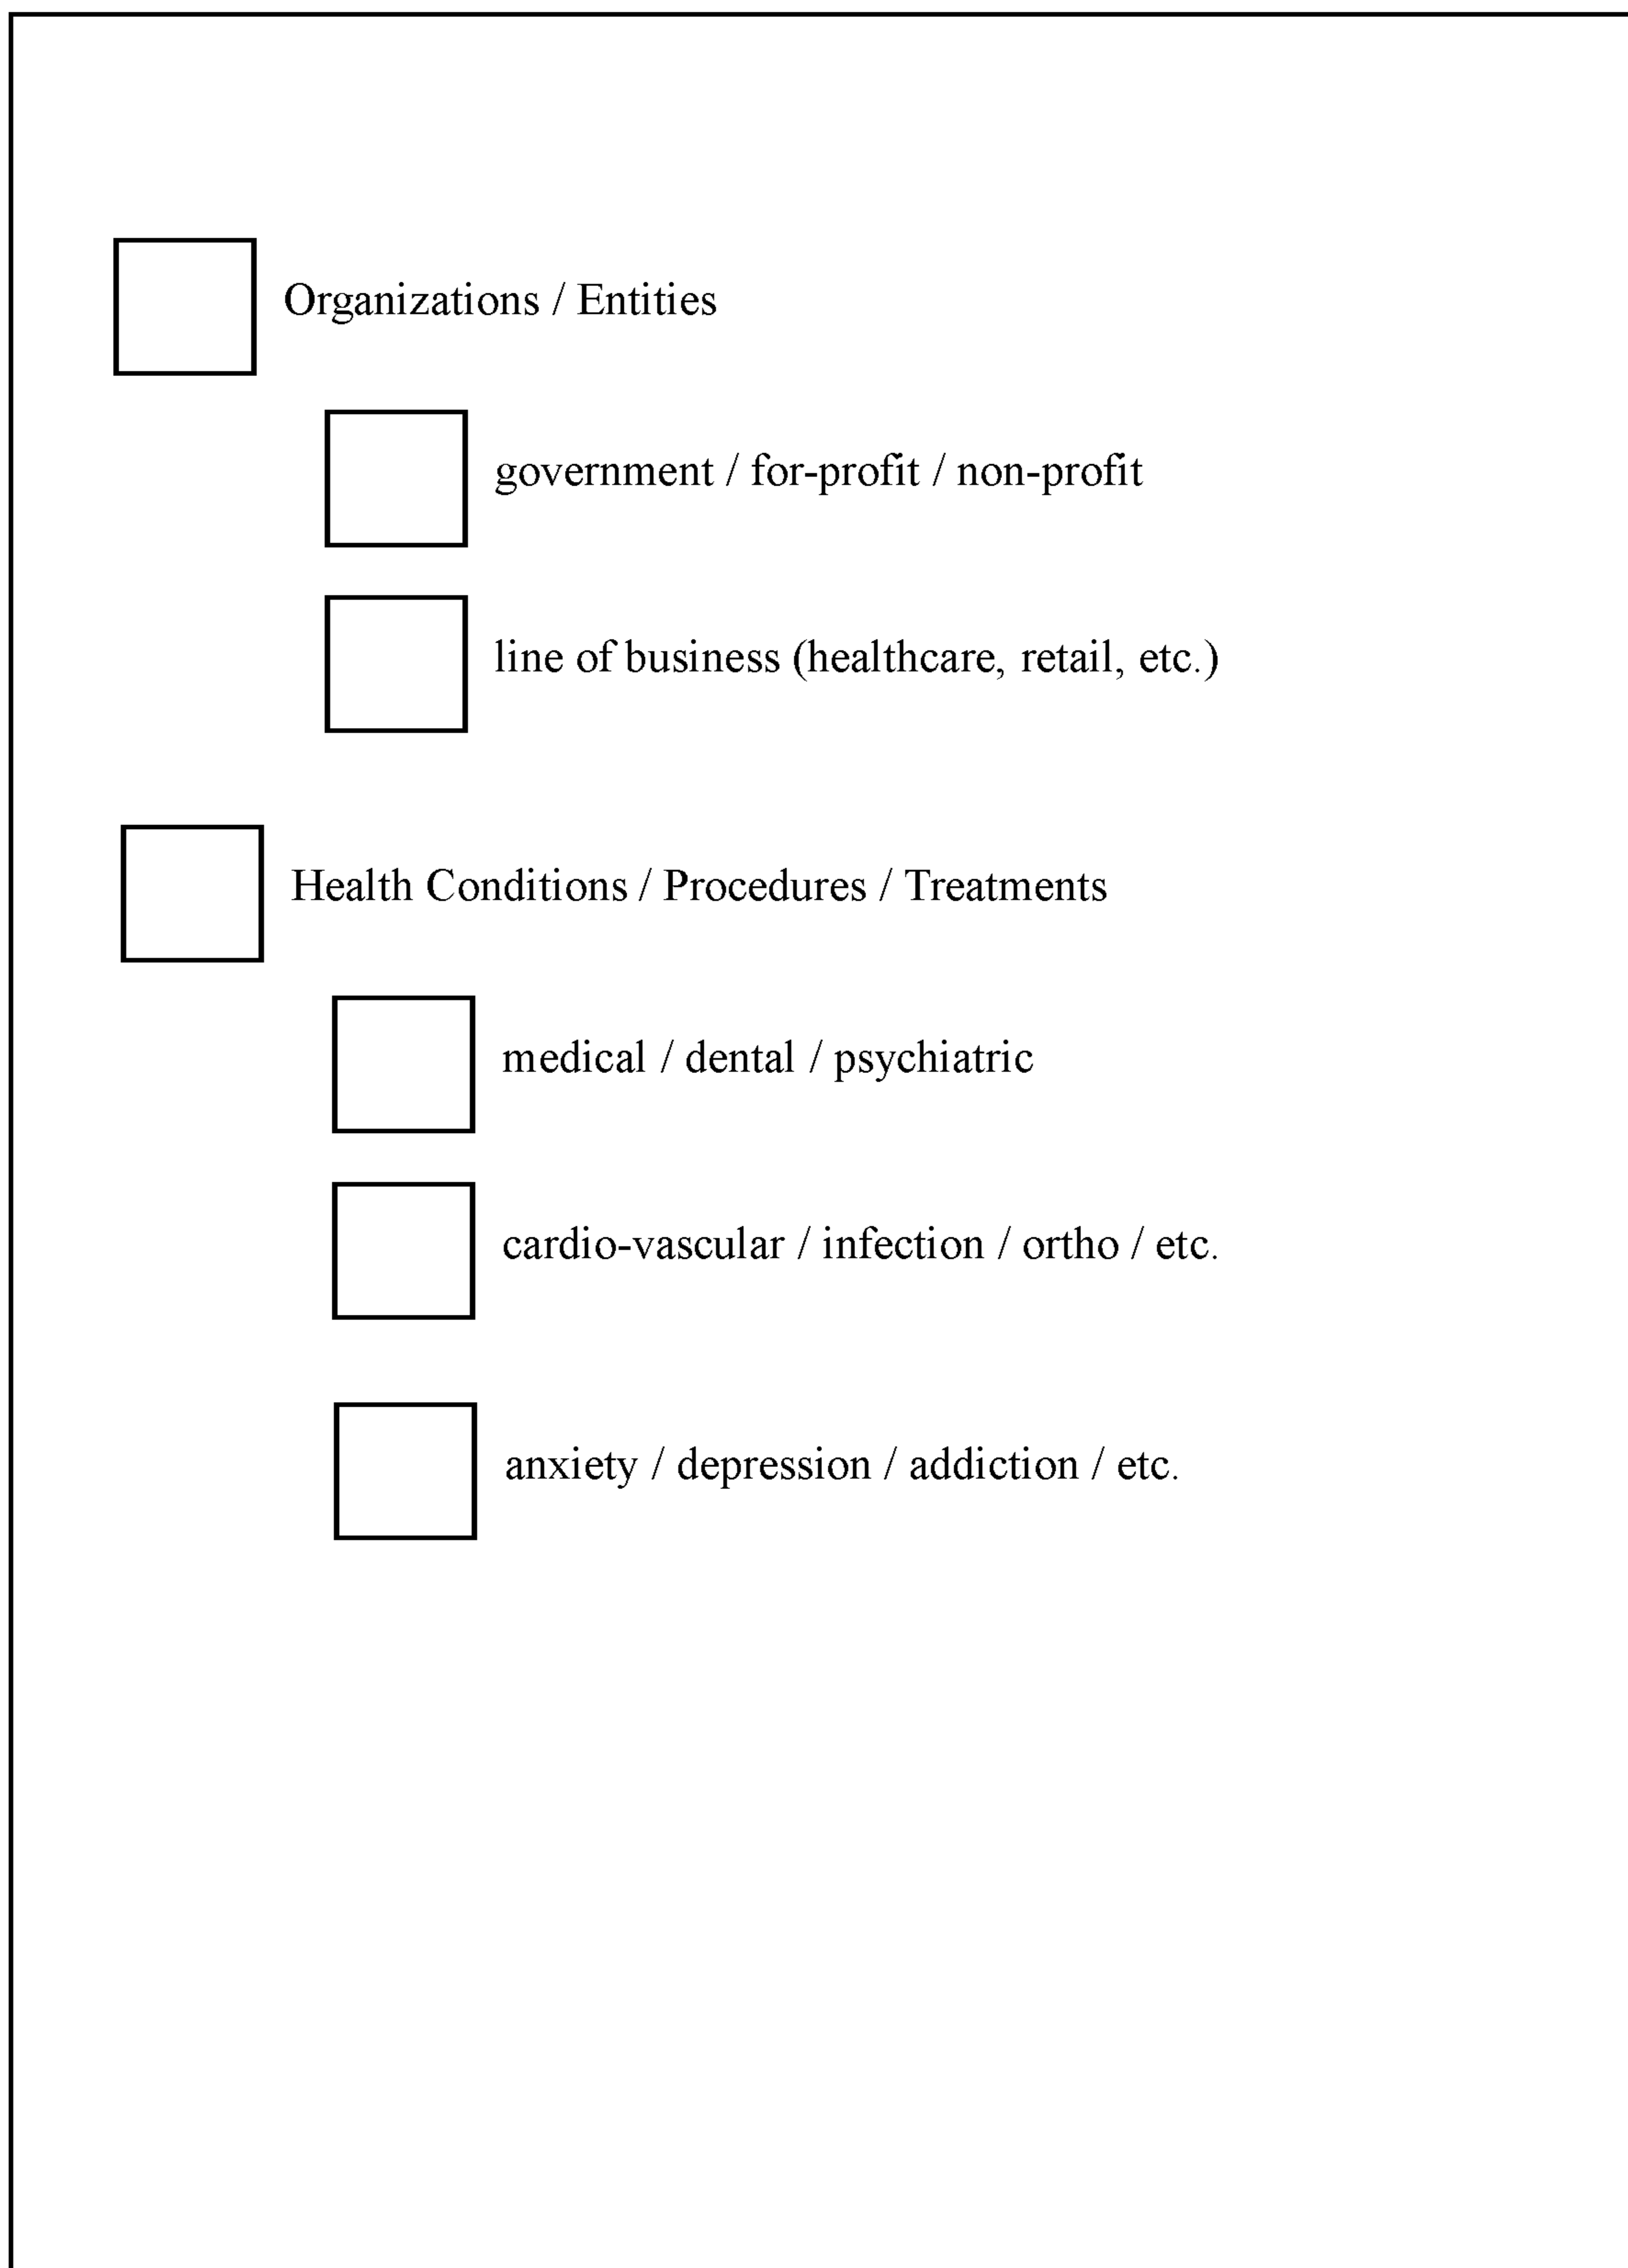 Organizations / Entities
government / for-profit / non-profit
line of business (healthcare, retail, etc.)
Health Conditions / Procedures / Treatments
medical / dental / psychiatric
cardio-vascular / infection / ortho / etc.
anxiety / depression / addiction / etc.